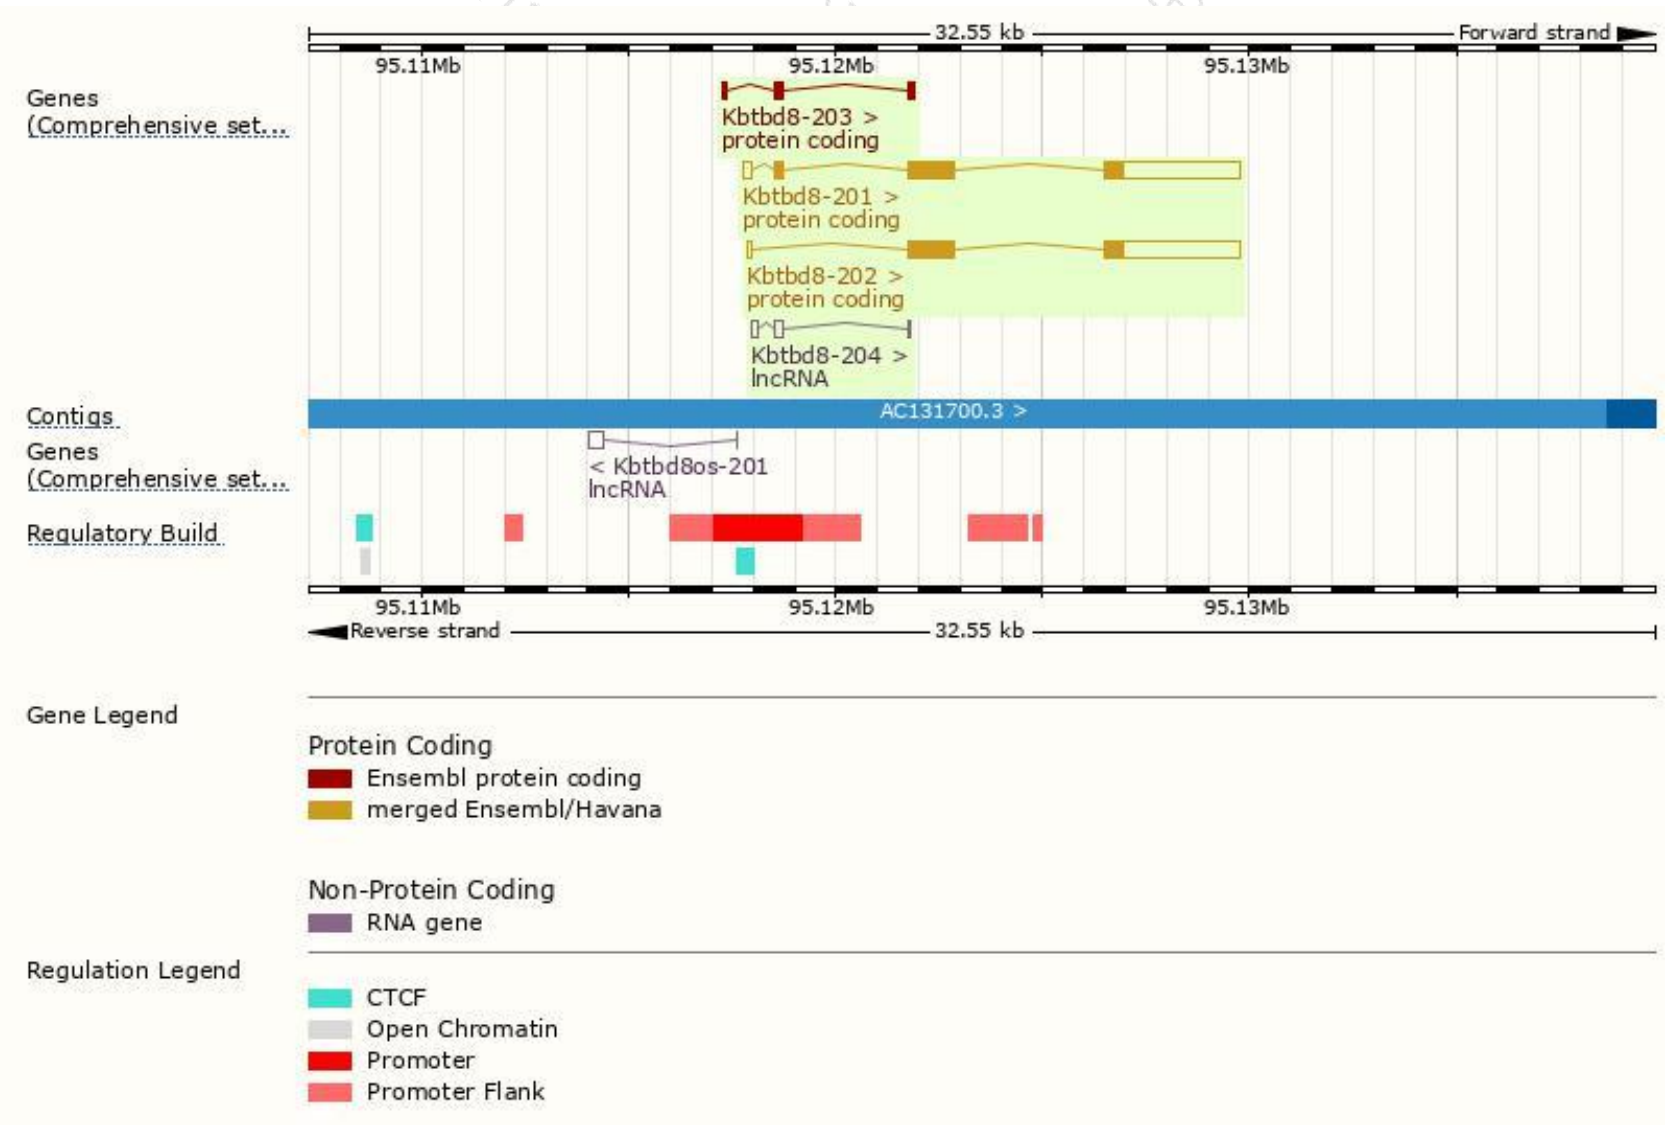 32.55 kb
Forward strand
95.11Mb 95.12Mb 95.13Mb
Genes
(Comprehensive set...
Kbtbd8-203 >
protein coding
Kbtbd8-201 >
protein coding
Kbtbd8-202 >
protein coding
Kbtbd8-204 >
lncRNA
Contigs
AC131700.3 >
Genes
(Comprehensive set...
< Kbtbd8os-201
lncRNA
Regulatory Build
95.11Mb 95.12Mb 95.13Mb
Reverse strand
32.55 kb
Gene Legend
Protein Coding
Ensembl protein coding
merged Ensembl/Havana
Non-Protein Coding
RNA gene
Regulation Legend
CTCF
Open Chromatin
Promoter
Promoter Flank